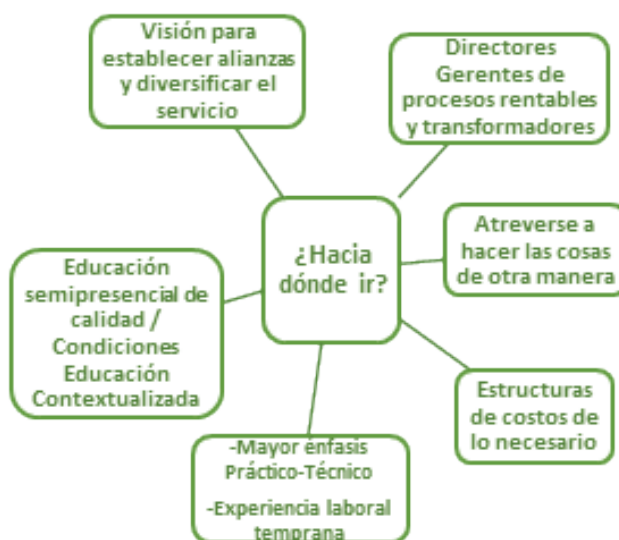 Visión para
establecer alianzas
y diversificar el
servicio
Directores
Gerentes de
procesos rentables
y transformadores
¿Hacia
dónde ir?
Atreverse a
hacer las cosas
de otra manera
Educación
semipresencial de
calidad /
Condiciones
Educación
Contextualizada
Estructuras
de costos de
lo necesario
-Mayor énfasis
Práctico-Técnico
-Experiencia laboral
temprana